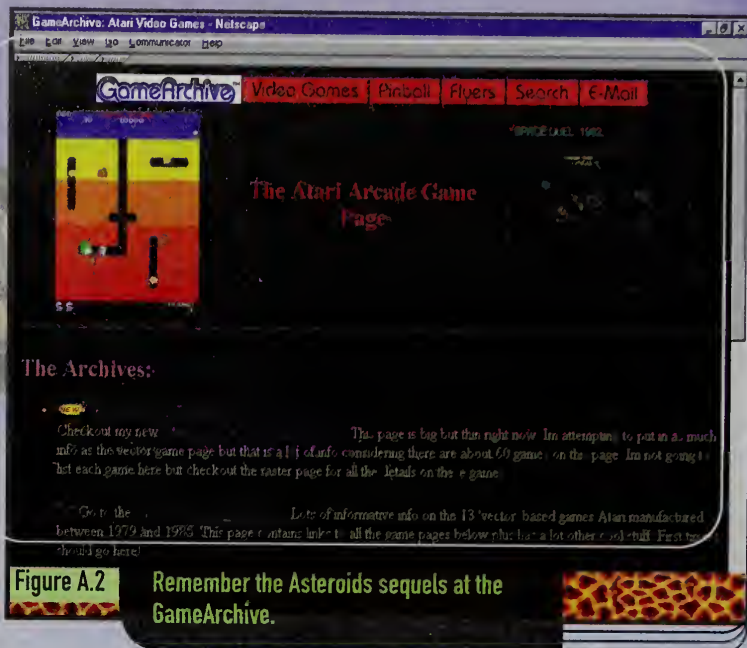 GameArchive: Atari Video Games - Netscape
File Edit View Go Communicator Help
GameArchive Video Games Pinball Flyers Search E-Mail
SPACE DUEL 1982
The Atari Arcade Game
Page
The Archives:
NEW
Checkout my new This page is big but thin right now. Im attempting to put in as much
info as the vector game page but that is a lot of info considering there are about 60 games on this page. Im not going to
list each game here but checkout the raster page for all the details on these games
Go to the Lots of informative info on the 13 vector based games Atari manufactured
between 1979 and 1985. This page contains links to all the game pages below plus has a lot other cool stuff. First
should go here!
Figure A.2
Remember the Asteroids sequels at the
GameArchive.